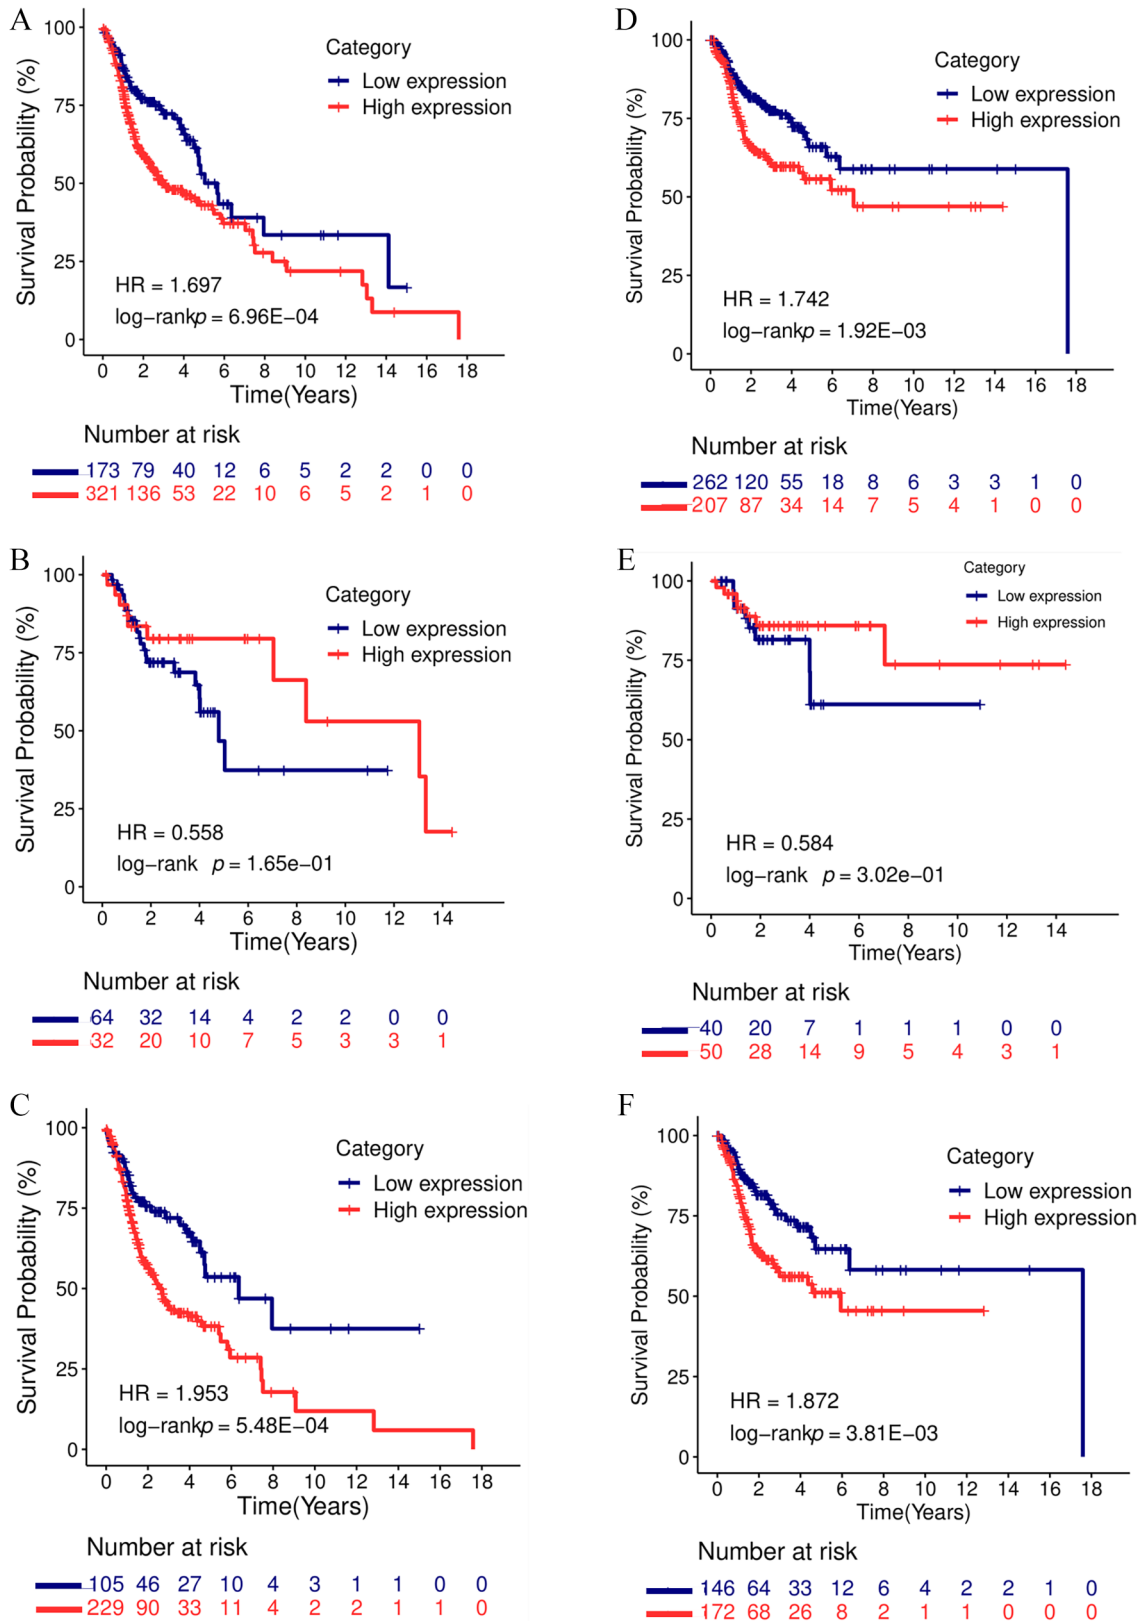 A
Survival Probability (%)
100
75
50
25
0
Category
Low expression
High expression
HR = 1.697
log-rank p = 6.96E-04
0 2 4 6 8 10 12 14 16 18
Time(Years)
Number at risk
173 79 40 12 6 5 2 2 0 0
321 136 53 22 10 6 5 2 1 0
D
Survival Probability (%)
100
75
50
25
0
Category
Low expression
High expression
HR = 1.742
log-rank p = 1.92E-03
0 2 4 6 8 10 12 14 16 18
Time(Years)
Number at risk
262 120 55 18 8 6 3 3 1 0
207 87 34 14 7 5 4 1 0 0
B
Survival Probability (%)
100
75
50
25
0
Category
Low expression
High expression
HR = 0.558
log-rank p = 1.65e-01
0 2 4 6 8 10 12 14
Time(Years)
Number at risk
64 32 14 4 2 2 0 0
32 20 10 7 5 3 3 1
E
Survival Probability (%)
100
75
50
25
0
Category
Low expression
High expression
HR = 0.584
log-rank p = 3.02e-01
0 2 4 6 8 10 12 14
Time(Years)
Number at risk
40 20 7 1 1 1 0 0
50 28 14 9 5 4 3 1
C
Survival Probability (%)
100
75
50
25
0
Category
Low expression
High expression
HR = 1.953
log-rank p = 5.48E-04
0 2 4 6 8 10 12 14 16 18
Time(Years)
Number at risk
105 46 27 10 4 3 1 1 0 0
229 90 33 11 4 2 2 1 1 0
F
Survival Probability (%)
100
75
50
25
0
Category
Low expression
High expression
HR = 1.872
log-rank p = 3.81E-03
0 2 4 6 8 10 12 14 16 18
Time(Years)
Number at risk
146 64 33 12 6 4 2 2 1 0
172 68 26 8 2 1 1 0 0 0